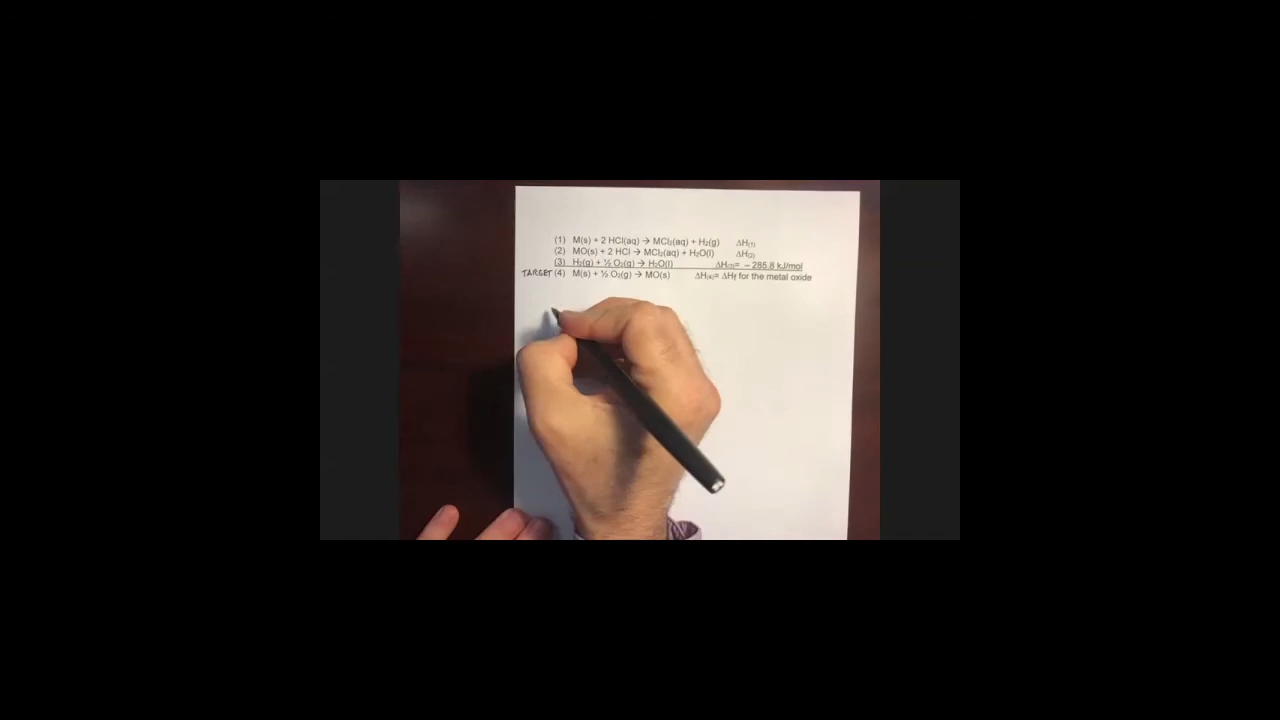 (1) M(s) + 2 HCl(aq) → MCl₂(aq) + H₂(g) ΔH₍₁₎
(2) MO(s) + 2 HCl → MCl₂(aq) + H₂O(l) ΔH₍₂₎
(3) H₂(g) + ½ O₂(g) → H₂O(l) ΔH₍₃₎= – 285.8 kJ/mol
TARGET (4) M(s) + ½ O₂(g) → MO(s) ΔH₍₄₎= ΔHf for the metal oxide